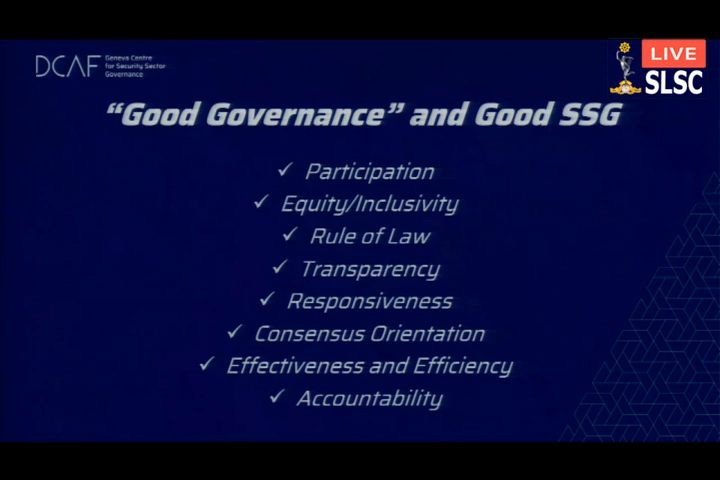 DCAF
Geneva Centre
for Security Sector
Governance
LIVE
SLSC
“Good Governance” and Good SSG
✓ Participation
✓ Equity/Inclusivity
✓ Rule of Law
✓ Transparency
✓ Responsiveness
✓ Consensus Orientation
✓ Effectiveness and Efficiency
✓ Accountability